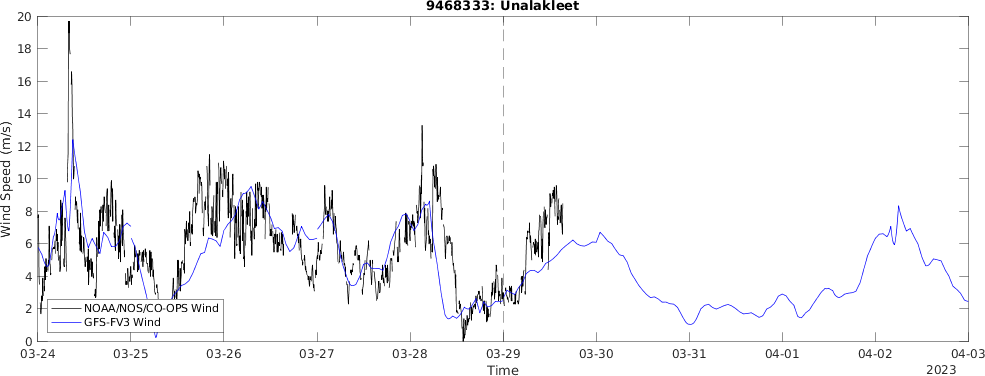 9468333: Unalakleet
Wind Speed (m/s)
20
18
16
14
12
10
8
6
4
2
0
NOAA/NOS/CO-OPS Wind
GFS-FV3 Wind
03-24 03-25 03-26 03-27 03-28 03-29 03-30 03-31 04-01 04-02 04-03
Time
2023